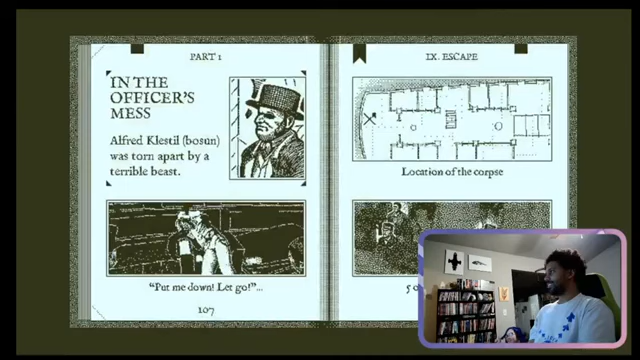 PART 1
IN THE
OFFICER'S
MESS
Alfred Klestil (bosun)
was torn apart by a
terrible beast.
"Put me down! Let go!"...
107
IX. ESCAPE
Location of the corpse
5 o